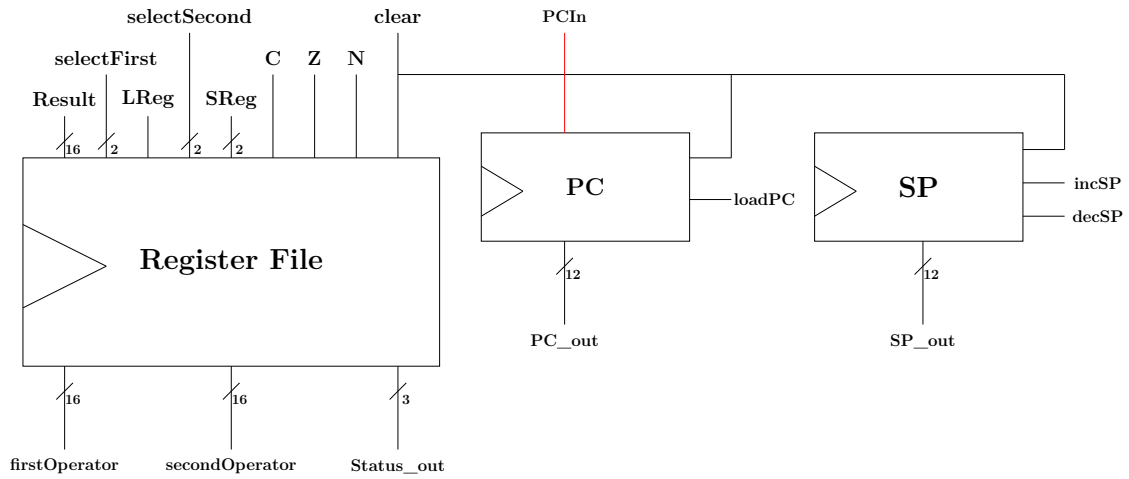 selectSecond
clear
PCIn
selectFirst
C
Z
N
Result
LReg
SReg
16
2
2
2
PC
loadPC
SP
incSP
decSP
Register File
12
12
PC_out
SP_out
16
16
3
firstOperator
secondOperator
Status_out